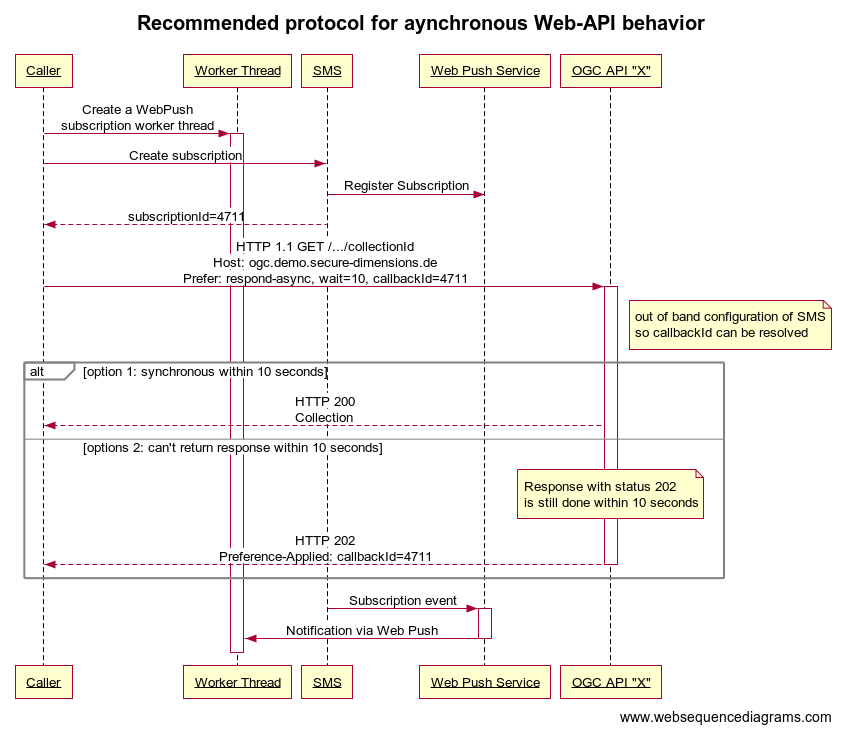 Recommended protocol for aynchronous Web-API behavior
Caller
Worker Thread
SMS
Web Push Service
OGC API "X"
Create a WebPush
subscription worker thread
Create subscription
Register Subscription
subscriptionId=4711
HTTP 1.1 GET /.../collectionId
Host: ogc.demo.secure-dimensions.de
Prefer: respond-async, wait=10, callbackId=4711
out of band configuration of SMS
so callbackId can be resolved
alt
[option 1: synchronous within 10 seconds]
HTTP 200
Collection
[options 2: can't return response within 10 seconds]
Response with status 202
is still done within 10 seconds
HTTP 202
Preference-Applied: callbackId=4711
Subscription event
Notification via Web Push
Caller
Worker Thread
SMS
Web Push Service
OGC API "X"
www.websequencediagrams.com